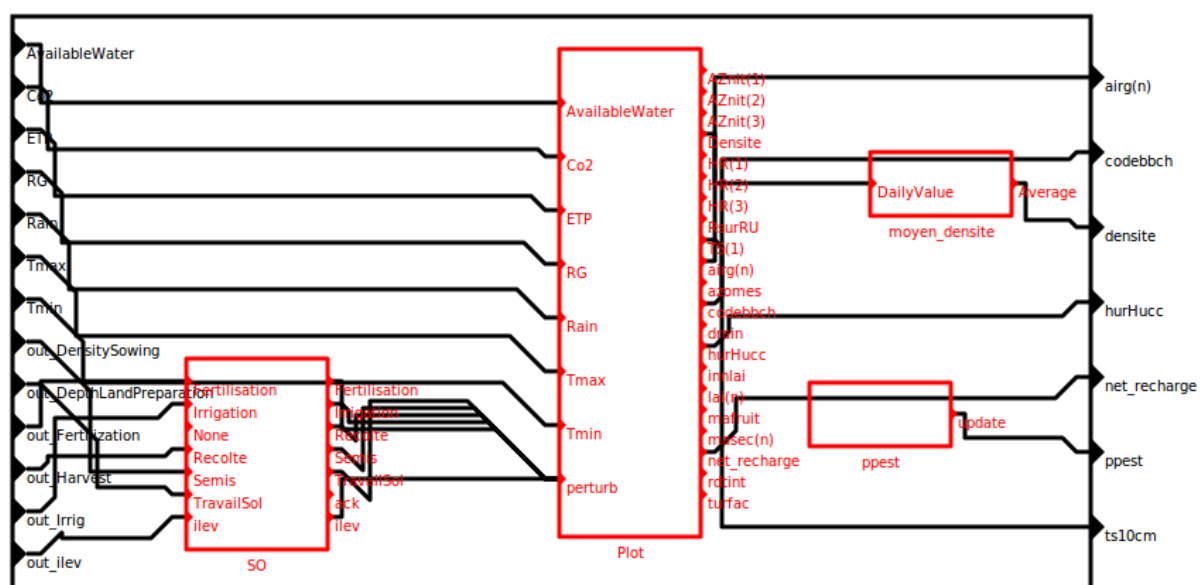 AvailableWater
Co2
ETP
RG
Rain
Tmax
Tmin
out_DensitySowing
out_DepthLandPreparation
out_Fertilization
out_Harvest
out_Irrig
out_ilev
Fertilisation
Irrigation
None
Recolte
Semis
TravailSol
ilev
Fertilisation
Irrigation
Recolte
Semis
TravailSol
ack
ilev
SO
AvailableWater
Co2
ETP
RG
Rain
Tmax
Tmin
perturb
AZnit(1)
AZnit(2)
AZnit(3)
Densite
HR(1)
HR(2)
HR(3)
RsurRU
TS(1)
airg(n)
azomes
codebbch
drain
hurHucc
innlai
lai(n)
mafruit
masec(n)
net_recharge
rdtint
turfac
Plot
DailyValue
Average
moyen_densite
update
ppest
airg(n)
codebbch
densite
hurHucc
net_recharge
ppest
ts10cm